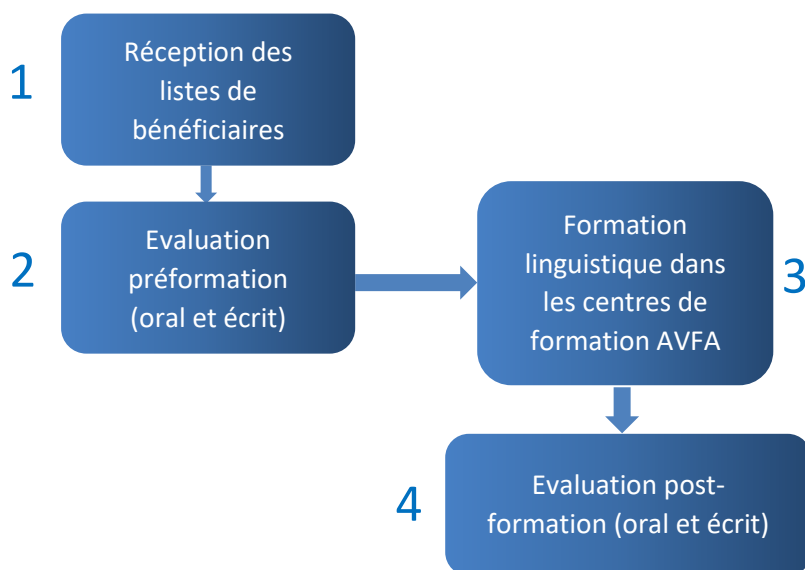 1
Réception des
listes de
bénéficiaires
2
Evaluation
préformation
(oral et écrit)
Formation
linguistique dans
les centres de
formation AVFA
3
4
Evaluation post-
formation (oral et écrit)